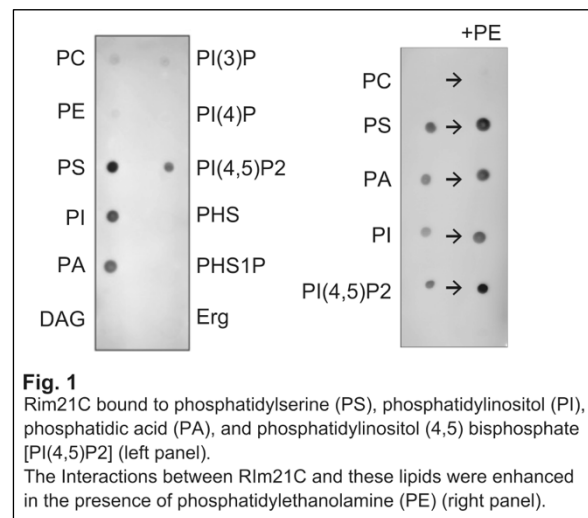 +PE
PC PI(3)P
PE PI(4)P
PS PI(4,5)P2
PI PHS
PA PHS1P
DAG Erg
PC →
PS →
PA →
PI →
PI(4,5)P2 →
Fig. 1
Rim21C bound to phosphatidylserine (PS), phosphatidylinositol (PI),
phosphatidic acid (PA), and phosphatidylinositol (4,5) bisphosphate
[PI(4,5)P2] (left panel).
The Interactions between RIm21C and these lipids were enhanced
in the presence of phosphatidylethanolamine (PE) (right panel).